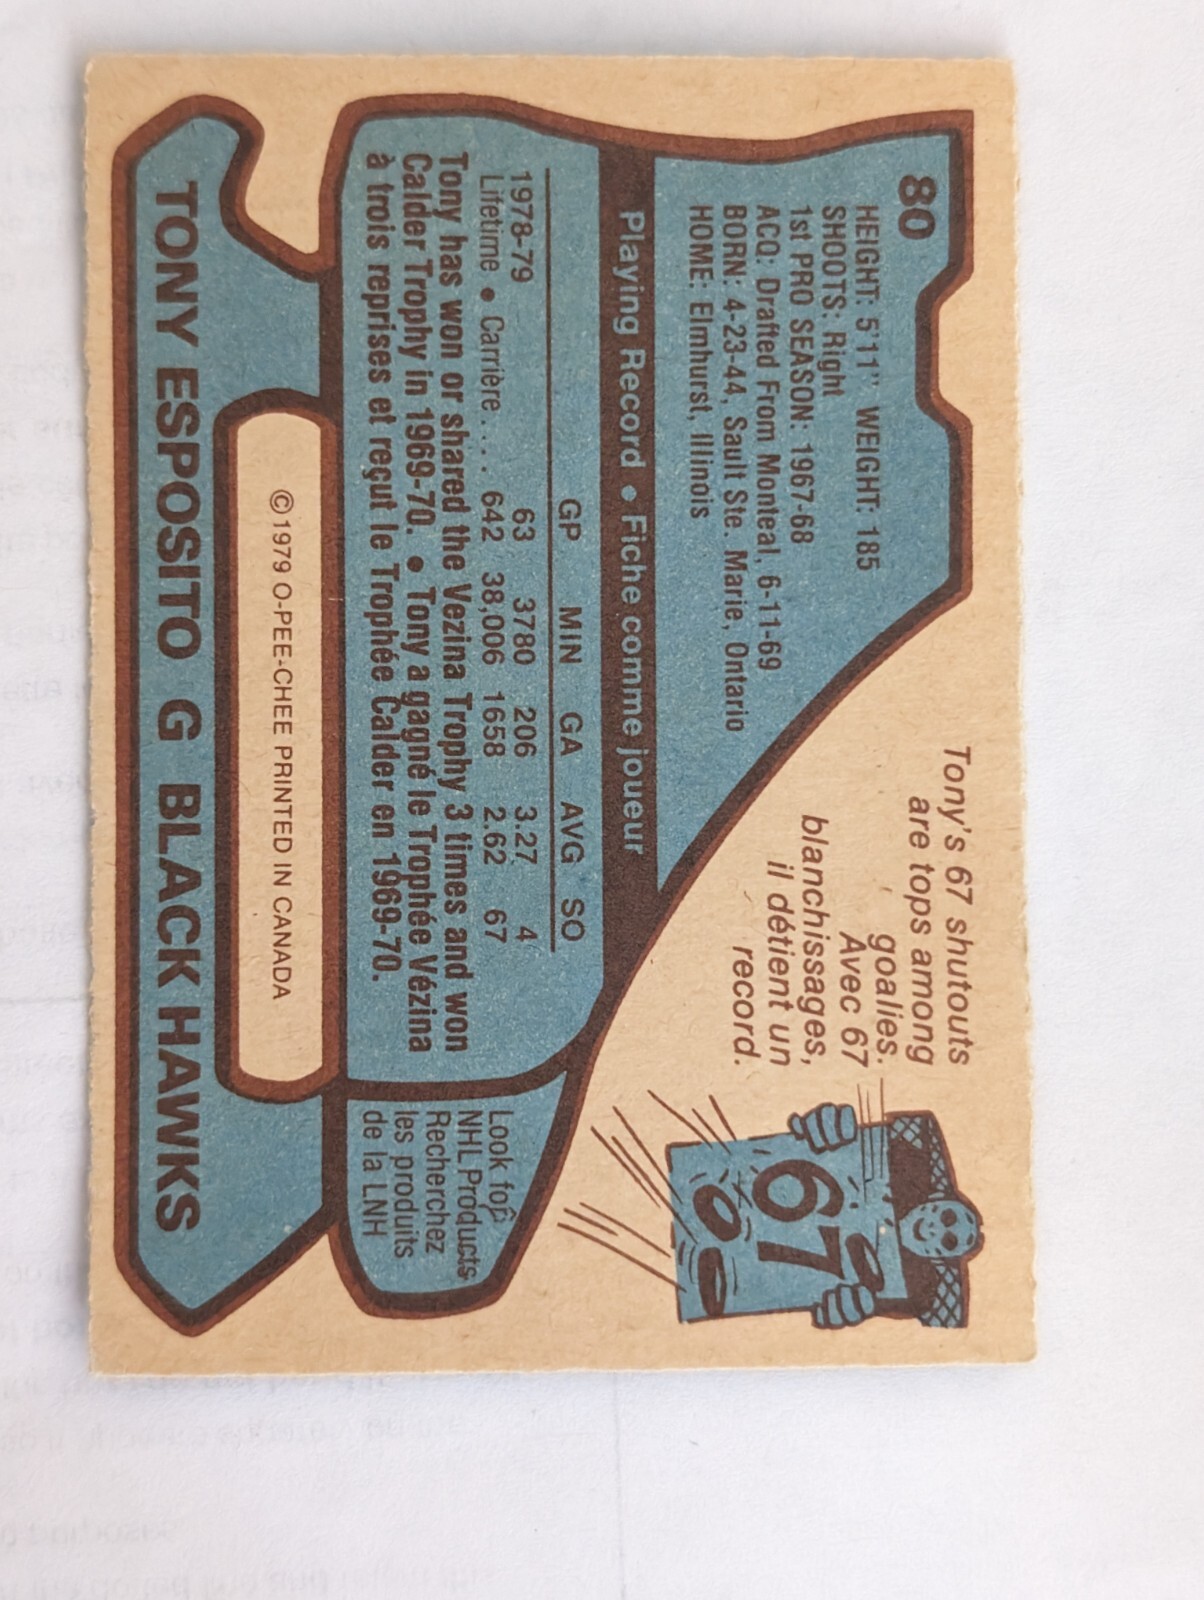 80
HEIGHT: 5'11" WEIGHT: 185
SHOOTS: Right
1st PRO SEASON: 1967-68
ACQ: Drafted From Monteal, 6-11-69
BORN: 4-23-44, Sault Ste. Marie, Ontario
HOME: Elmhurst, Illinois
Tony's 67 shutouts
are tops among
goalies.
Avec 67
blanchissages,
il détient un
record.
67
Playing Record • Fiche comme joueur
GP MIN GA AVG SO
1978-79 63 3780 206 3.27 4
Lifetime • Carrière.... 642 38,006 1658 2.62 67
Tony has won or shared the Vezina Trophy 3 times and won
Calder Trophy in 1969-70. • Tony a gagné le Trophée Vézina
à trois reprises et reçut le Trophée Calder en 1969-70.
Look for
NHL Products
Recherchez
les produits
de la LNH
©1979 O-PEE-CHEE PRINTED IN CANADA
TONY ESPOSITO G BLACK HAWKS